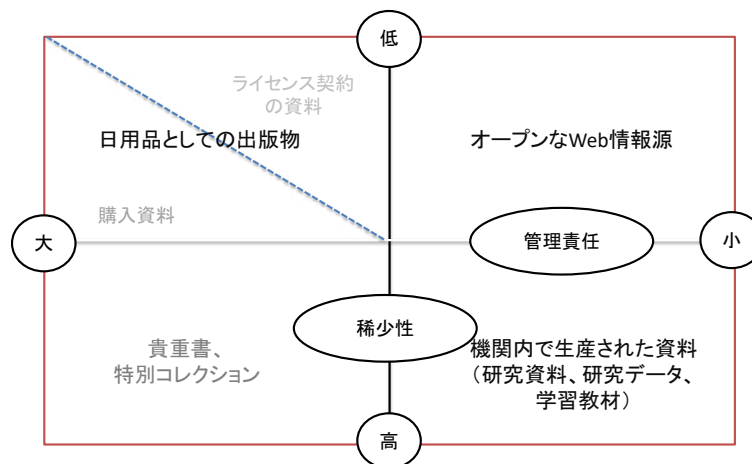 低
ライセンス契約
の資料
日用品としての出版物
オープンなWeb情報源
購入資料
大
管理責任
小
稀少性
貴重書、
特別コレクション
機関内で生産された資料
(研究資料、研究データ、
学習教材)
高